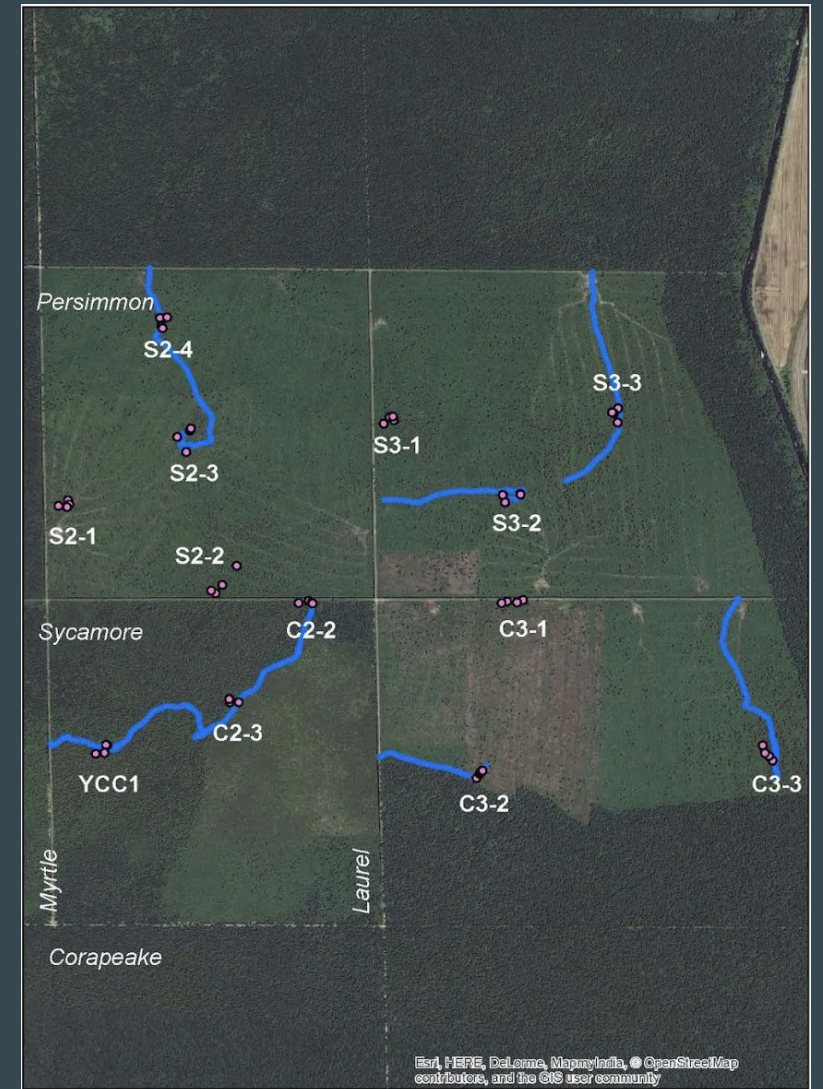 Persimmon
S2-4
S3-3
S3-1
S2-3
S3-2
S2-1
S2-2
Sycamore
C2-2
C3-1
C2-3
YCC1
C3-2
C3-3
Myrtle
Laurel
Corapeake
Esri, HERE, DeLorme, MapmyIndia, © OpenStreetMap
contributors, and the GIS user community